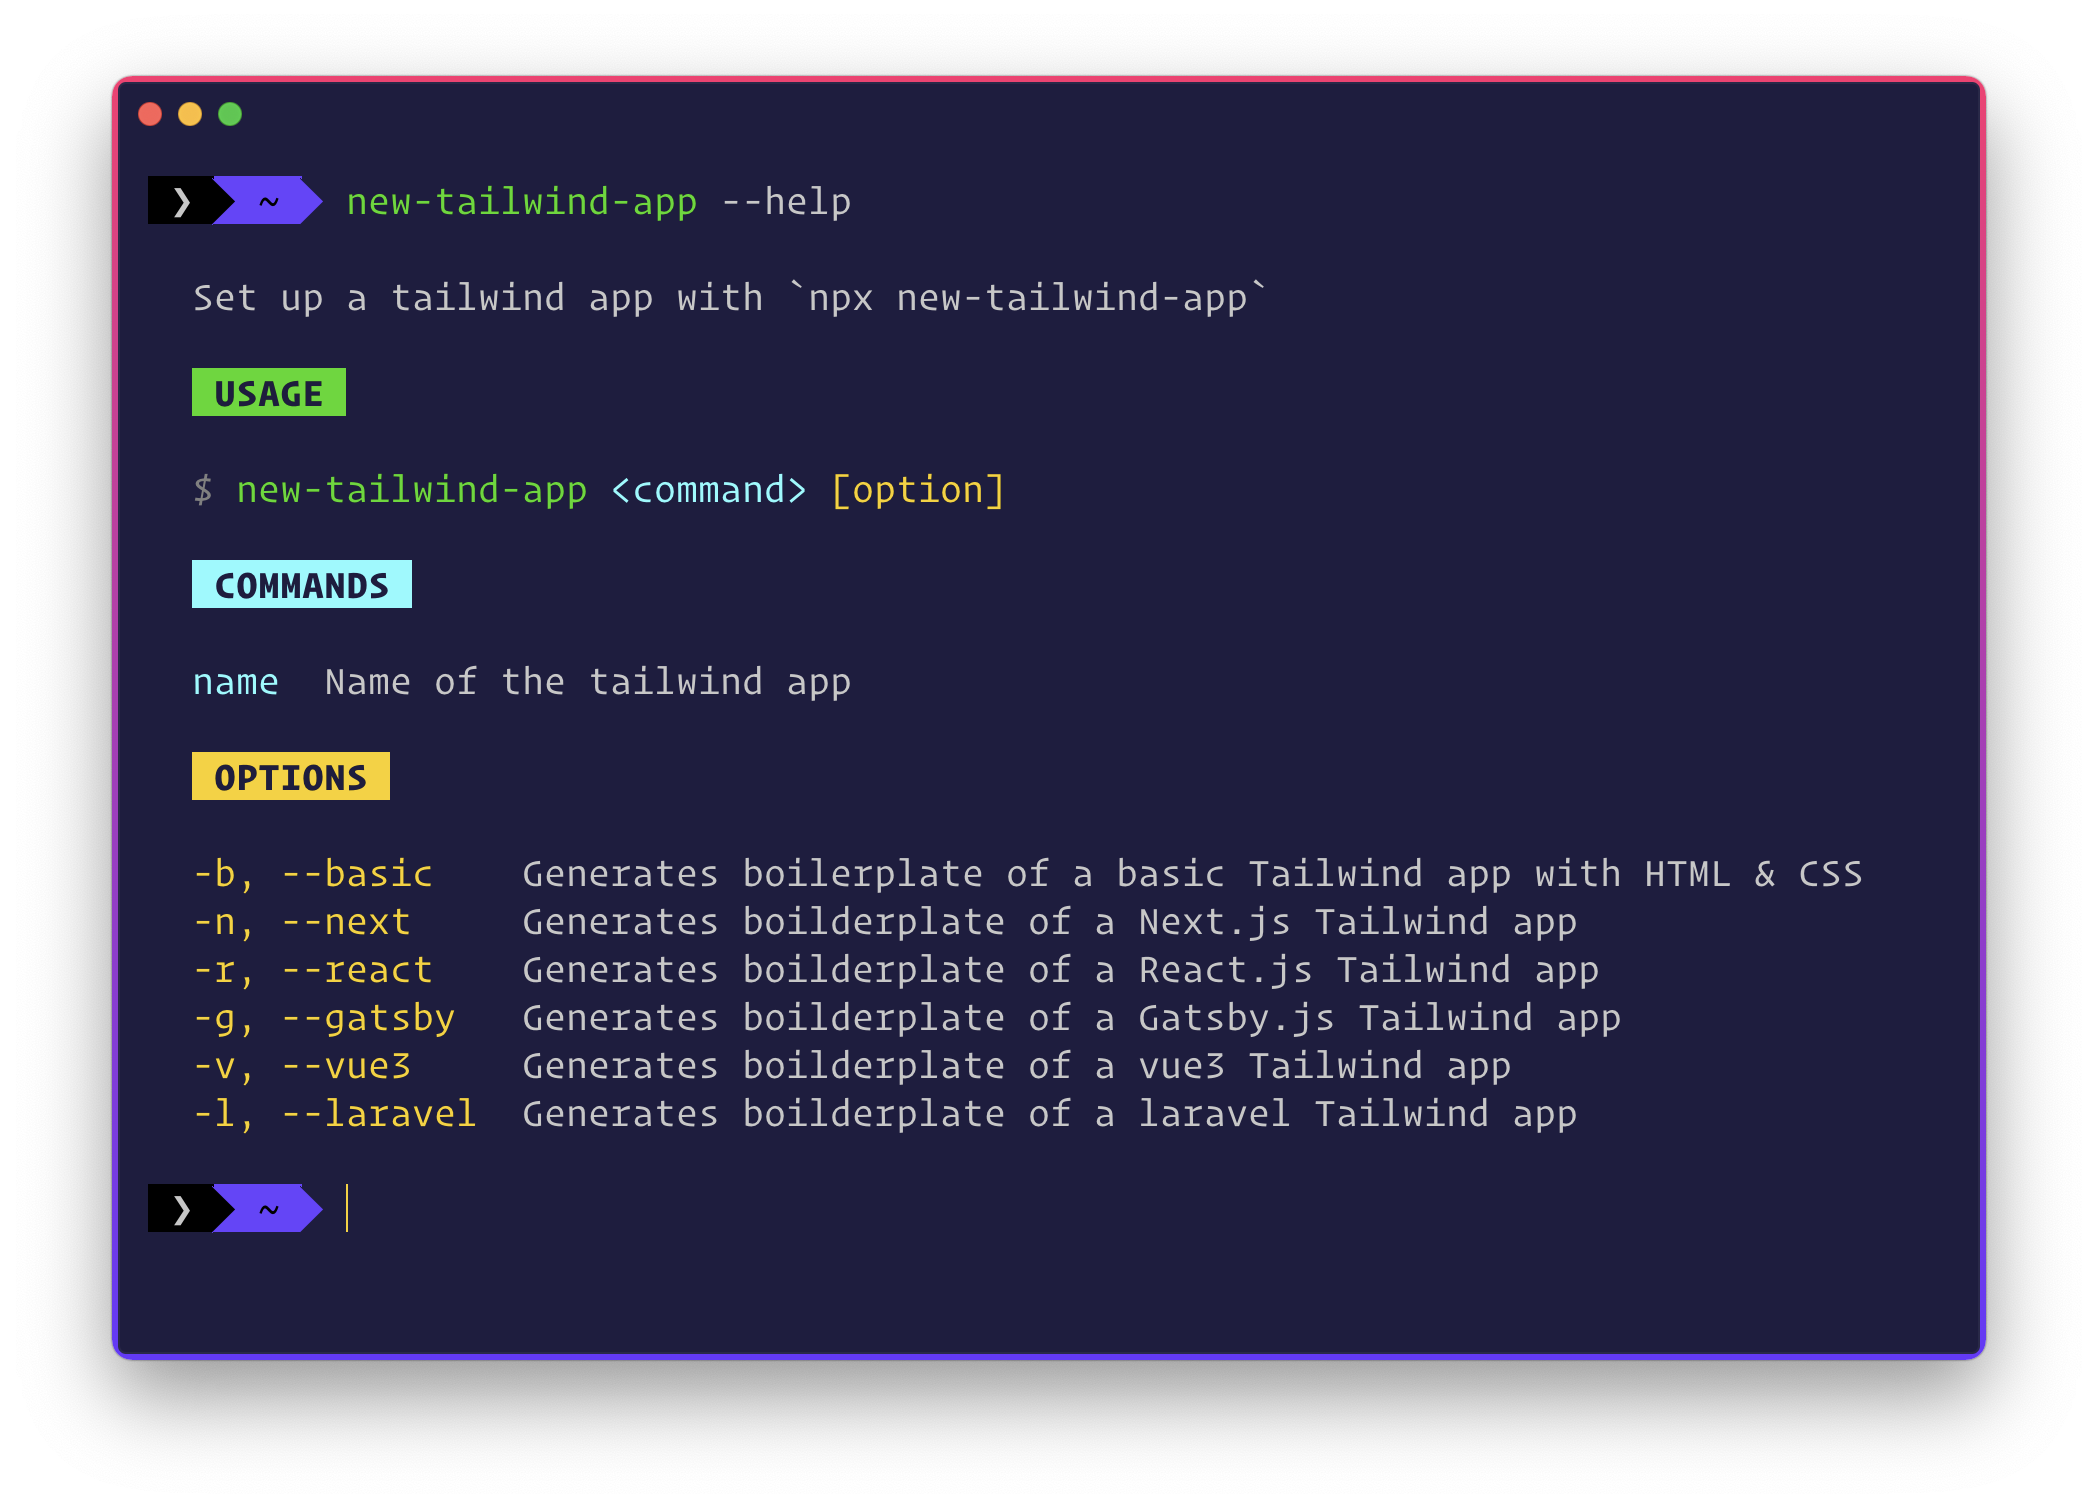 ❯ ~ new-tailwind-app --help
Set up a tailwind app with `npx new-tailwind-app`
USAGE
$ new-tailwind-app <command> [option]
COMMANDS
name  Name of the tailwind app
OPTIONS
-b, --basic    Generates boilerplate of a basic Tailwind app with HTML & CSS
-n, --next     Generates boilderplate of a Next.js Tailwind app
-r, --react    Generates boilderplate of a React.js Tailwind app
-g, --gatsby   Generates boilderplate of a Gatsby.js Tailwind app
-v, --vue3     Generates boilderplate of a vue3 Tailwind app
-l, --laravel  Generates boilderplate of a laravel Tailwind app
❯ ~